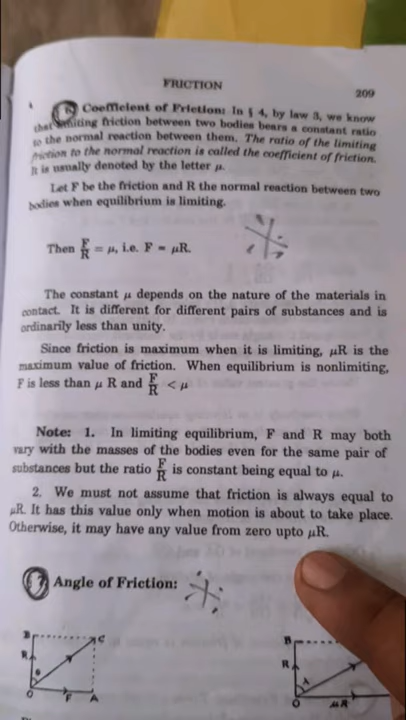 FRICTION
209
Coefficient of Friction: In § 4, by law 3, we know
that limiting friction between two bodies bears a constant ratio
to the normal reaction between them. The ratio of the limiting
friction to the normal reaction is called the coefficient of friction.
It is usually denoted by the letter μ.
Let F be the friction and R the normal reaction between two
bodies when equilibrium is limiting.
Then F/R = μ, i.e. F = μR.
The constant μ depends on the nature of the materials in
contact. It is different for different pairs of substances and is
ordinarily less than unity.
Since friction is maximum when it is limiting, μR is the
maximum value of friction. When equilibrium is nonlimiting,
F is less than μ R and F/R < μ
Note: 1. In limiting equilibrium, F and R may both
vary with the masses of the bodies even for the same pair of
substances but the ratio F/R is constant being equal to μ.
2. We must not assume that friction is always equal to
μR. It has this value only when motion is about to take place.
Otherwise, it may have any value from zero upto μR.
7 Angle of Friction:
B C
R
θ
O F A
B
R
λ
O μR